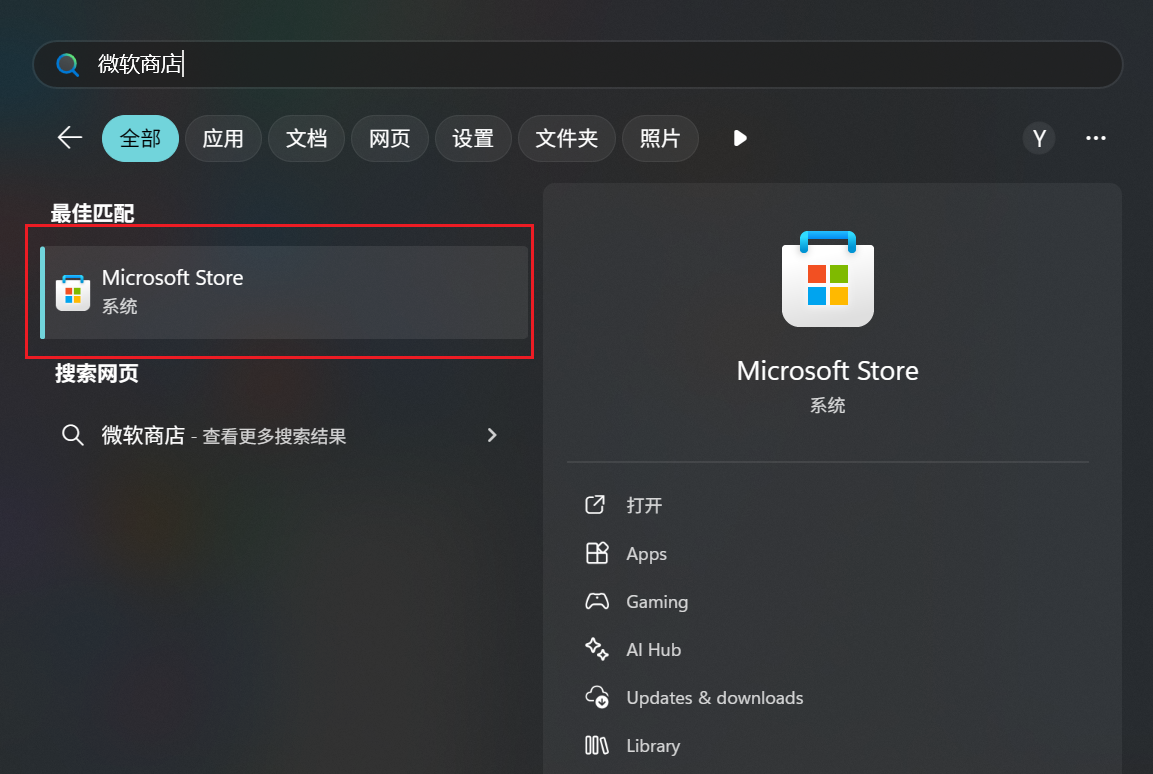 微软商店
全部 应用 文档 网页 设置 文件夹 照片 Y
最佳匹配
Microsoft Store
系统
搜索网页
微软商店 - 查看更多搜索结果
Microsoft Store
系统
打开
Apps
Gaming
AI Hub
Updates & downloads
Library